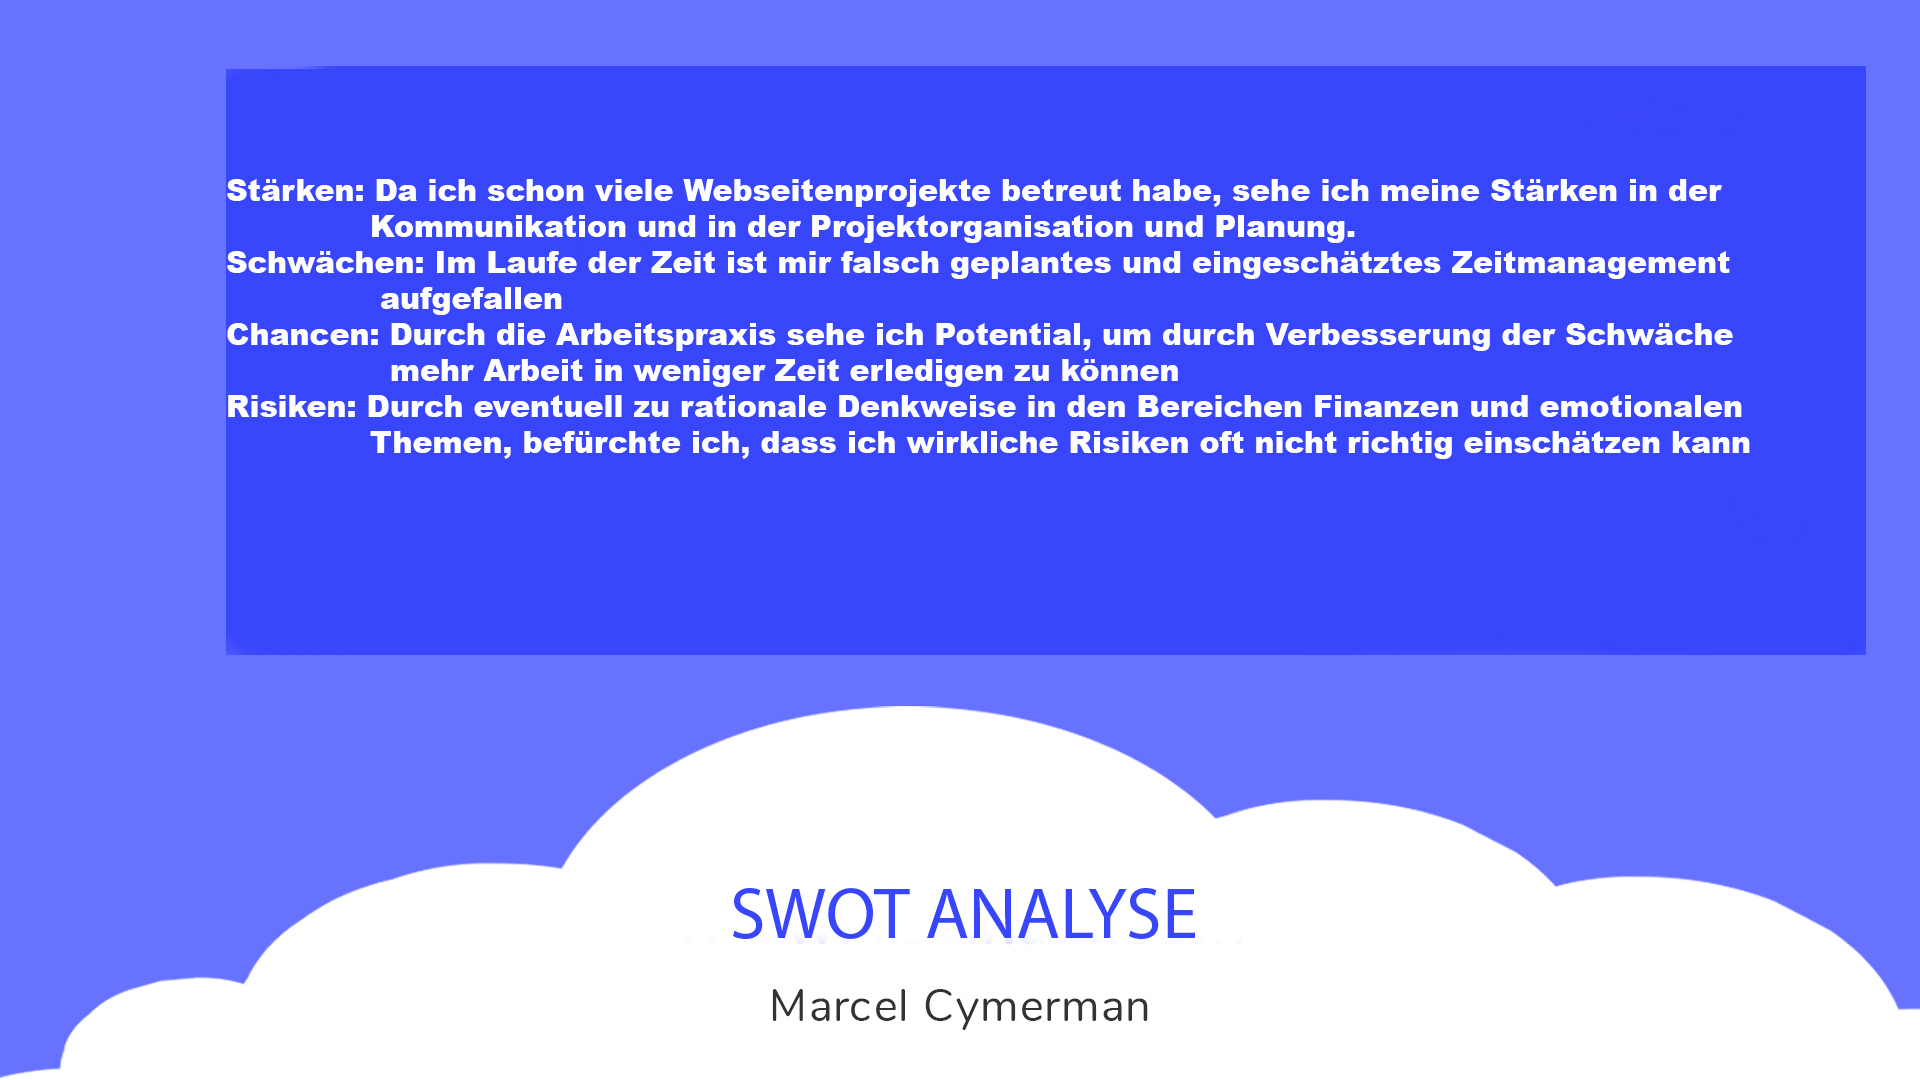 Stärken: Da ich schon viele Webseitenprojekte betreut habe, sehe ich meine Stärken in der
Kommunikation und in der Projektorganisation und Planung.
Schwächen: Im Laufe der Zeit ist mir falsch geplantes und eingeschätztes Zeitmanagement
aufgefallen
Chancen: Durch die Arbeitspraxis sehe ich Potential, um durch Verbesserung der Schwäche
mehr Arbeit in weniger Zeit erledigen zu können
Risiken: Durch eventuell zu rationale Denkweise in den Bereichen Finanzen und emotionalen
Themen, befürchte ich, dass ich wirkliche Risiken oft nicht richtig einschätzen kann
SWOT ANALYSE
Marcel Cymerman